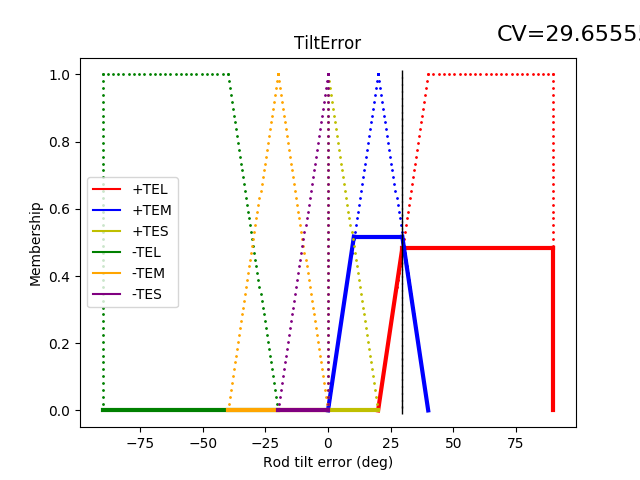 CV=29.6555
TiltError
1.0
0.8
0.6
0.4
0.2
0.0
Membership
+TEL
+TEM
+TES
-TEL
-TEM
-TES
−75 −50 −25 0 25 50 75
Rod tilt error (deg)